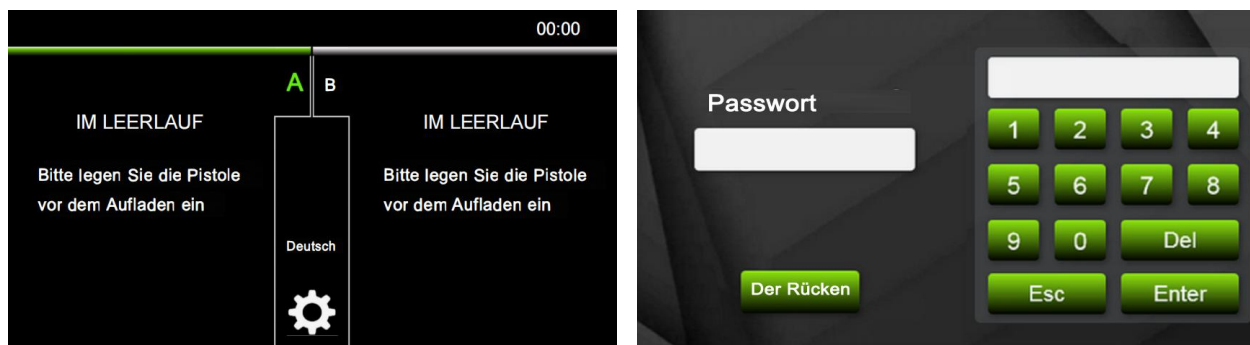 00:00
A B
IM LEERLAUF
Bitte legen Sie die Pistole
vor dem Aufladen ein
IM LEERLAUF
Bitte legen Sie die Pistole
vor dem Aufladen ein
Deutsch
Passwort
Der Rücken
1 2 3 4
5 6 7 8
9 0 Del
Esc Enter